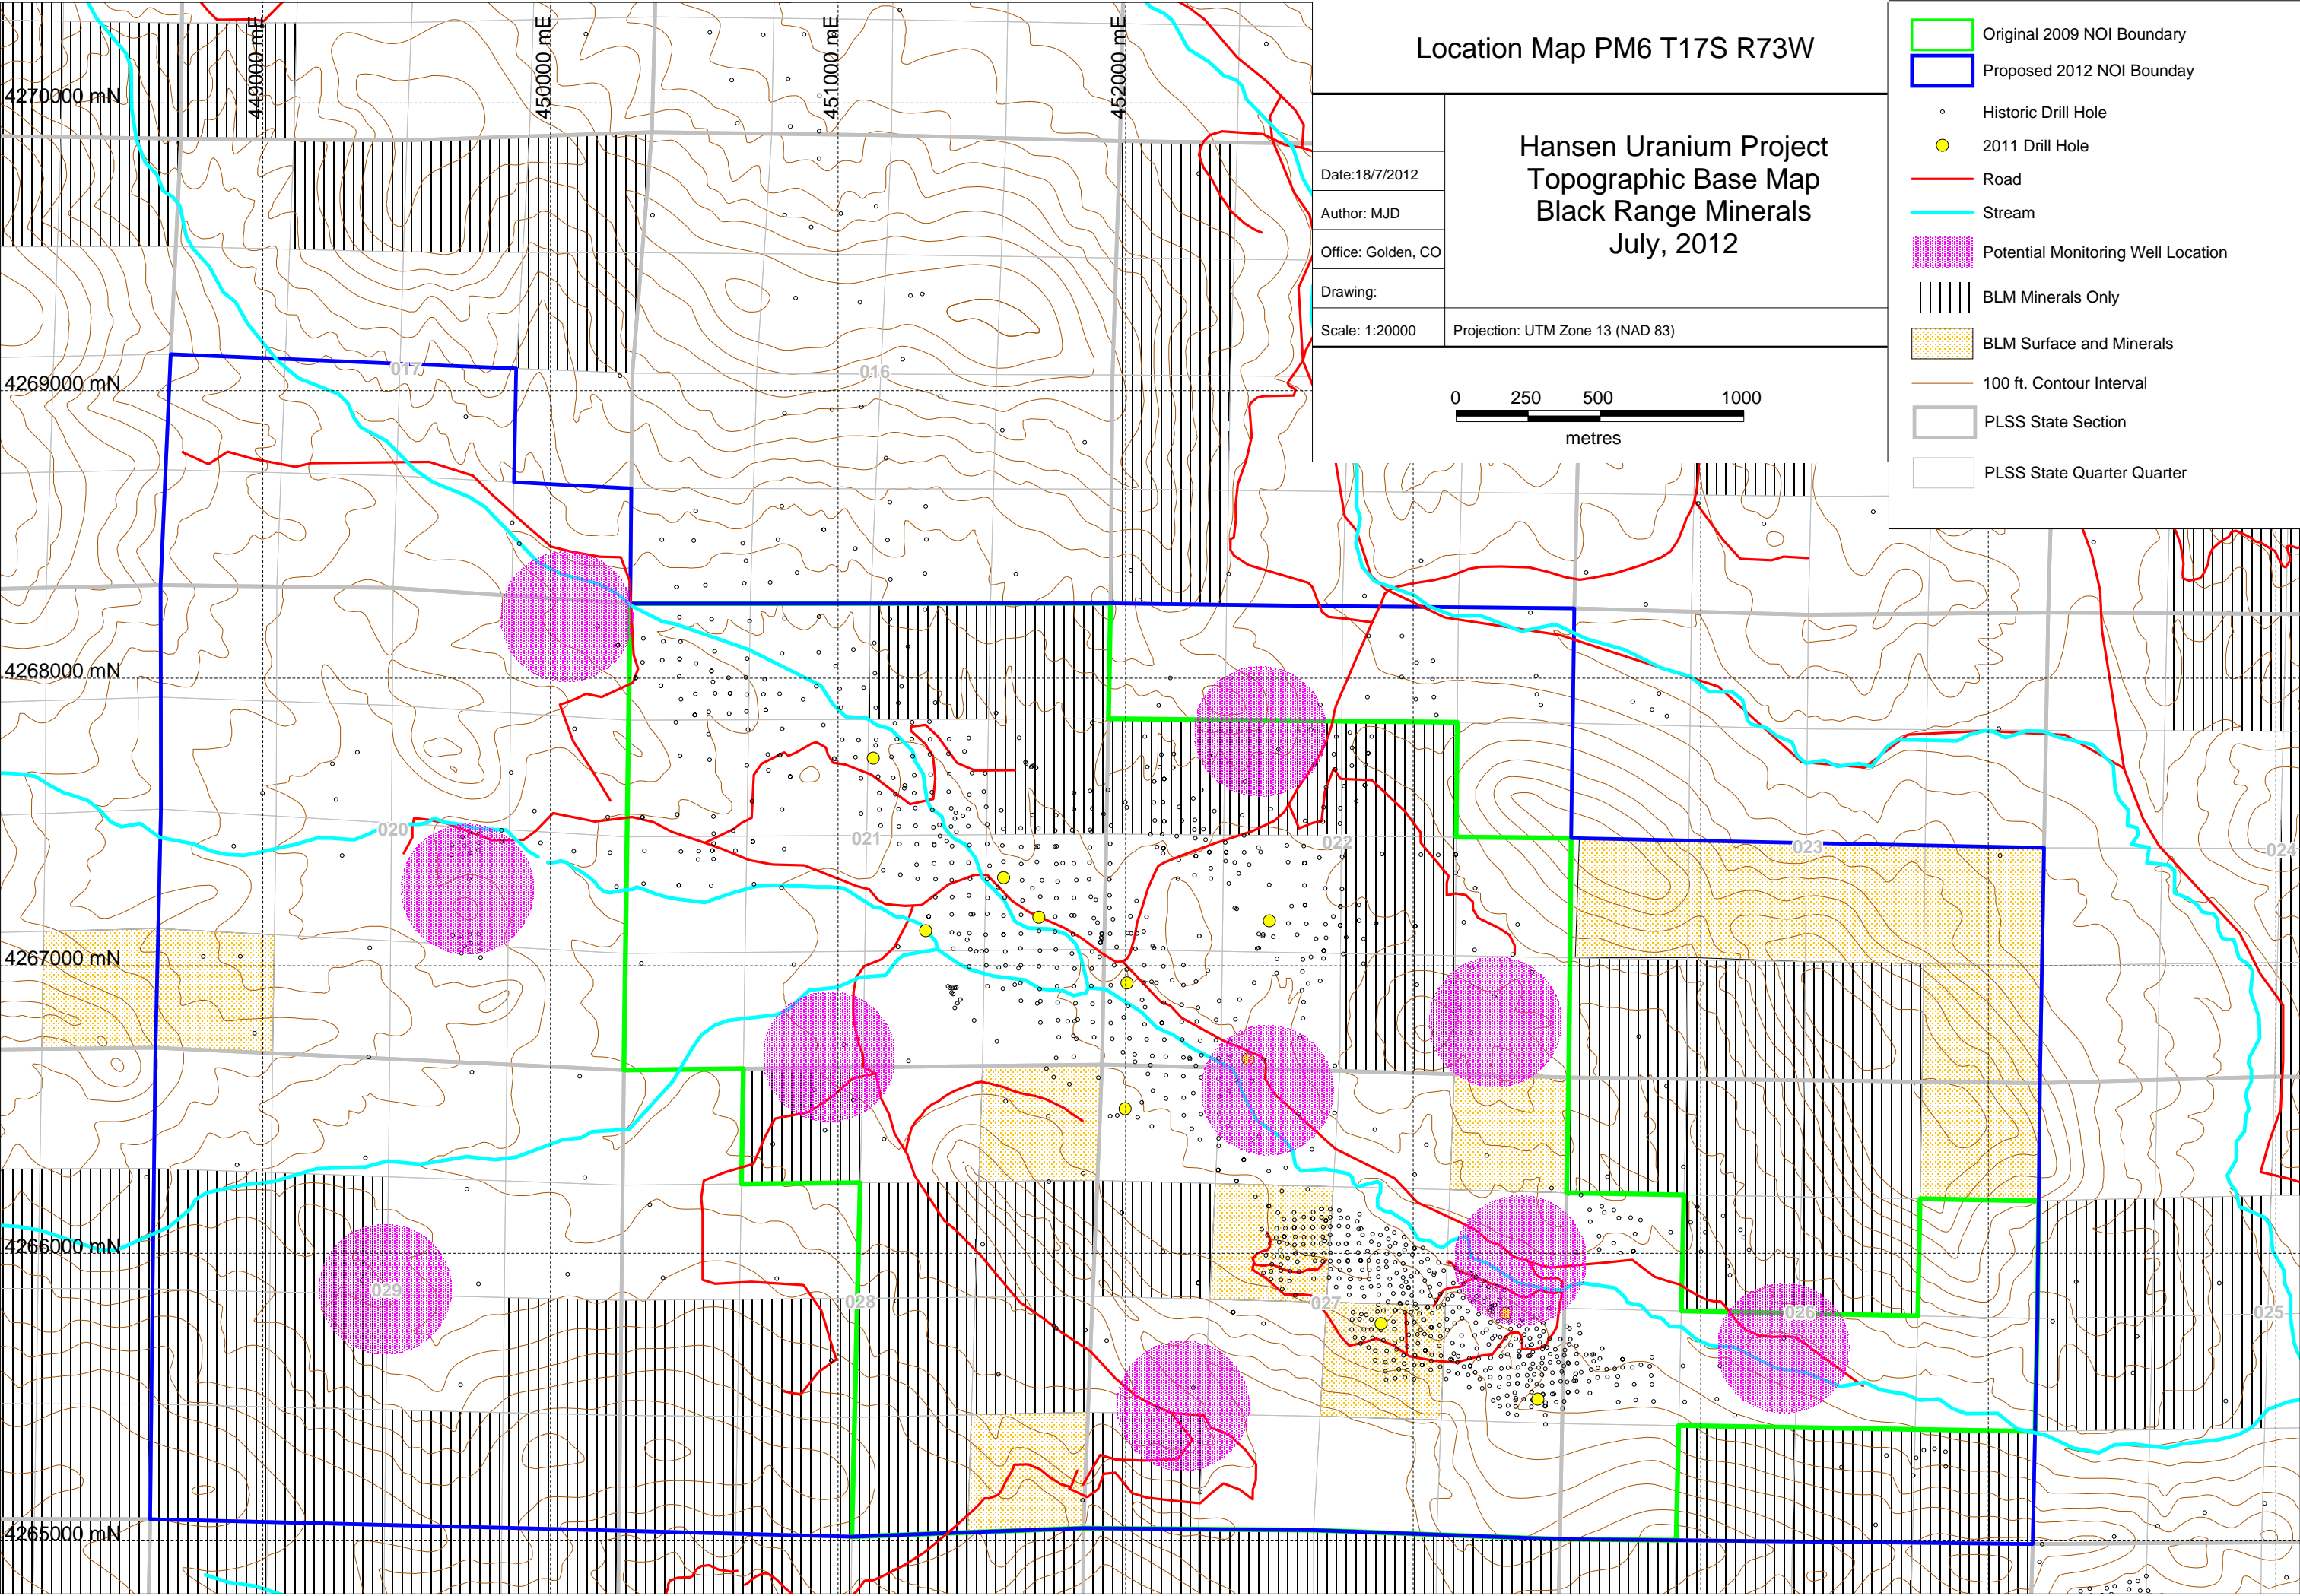 Location Map PM6 T17S R73W
Date:18/7/2012
Author: MJD
Office: Golden, CO
Drawing:
Scale: 1:20000
Hansen Uranium Project
Topographic Base Map
Black Range Minerals
July, 2012
Projection: UTM Zone 13 (NAD 83)
0 250 500 1000
metres
Original 2009 NOI Boundary
Proposed 2012 NOI Bounday
Historic Drill Hole
2011 Drill Hole
Road
Stream
Potential Monitoring Well Location
BLM Minerals Only
BLM Surface and Minerals
100 ft. Contour Interval
PLSS State Section
PLSS State Quarter Quarter
449000 mE
450000 mE
451000 mE
452000 mE
4270000 mN
4269000 mN
4268000 mN
4267000 mN
4266000 mN
4265000 mN
017
016
020
021
022
023
024
029
028
027
026
025